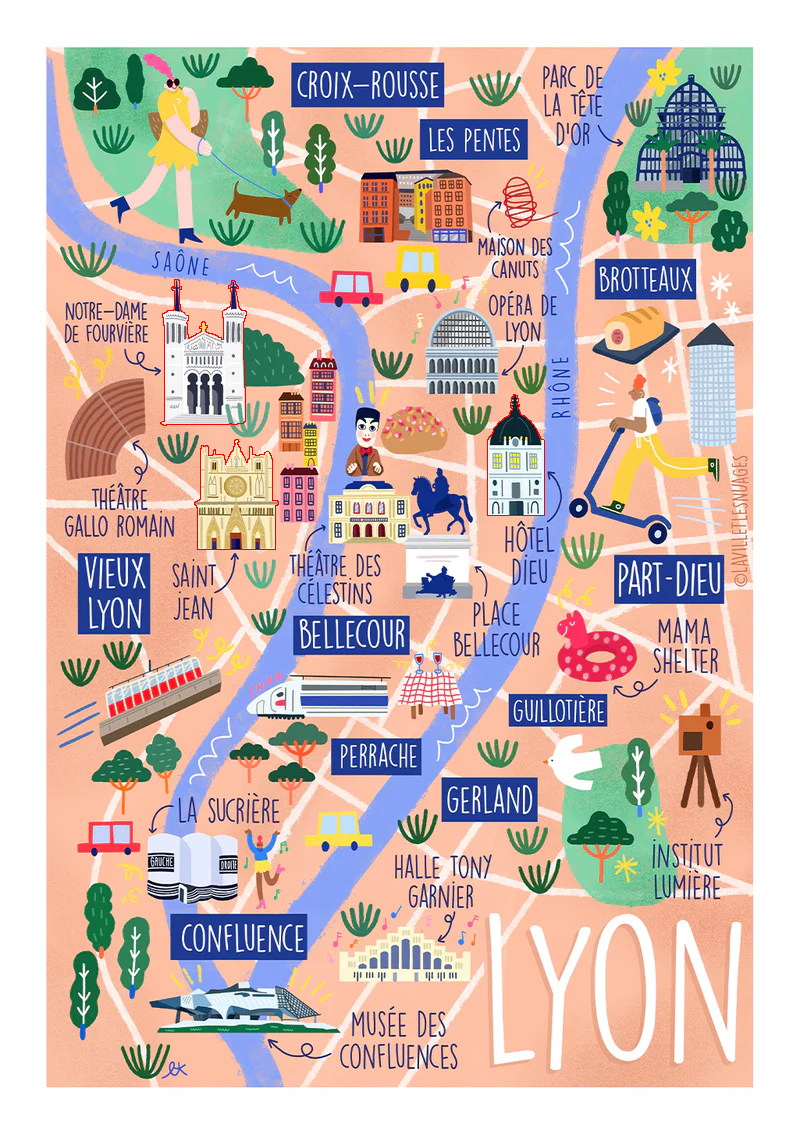 CROIX-ROUSSE
PARC DE
LA TÊTE
D'OR
LES PENTES
MAISON DES
CANUTS
SAÔNE
BROTTEAUX
NOTRE-DAME
DE FOURVIÈRE
OPÉRA DE
LYON
RHÔNE
THÉÂTRE
GALLO ROMAIN
©LAVILLETLESNUAGES
VIEUX
LYON
SAINT
JEAN
THÉÂTRE DES
CÉLESTINS
HÔTEL
DIEU
PART-DIEU
PLACE
BELLECOUR
BELLECOUR
MAMA
SHELTER
GUILLOTIÈRE
PERRACHE
GERLAND
LA SUCRIÈRE
GAUCHE
DROITE
HALLE TONY
GARNIER
INSTITUT
LUMIÈRE
CONFLUENCE
LYON
MUSÉE DES
CONFLUENCES